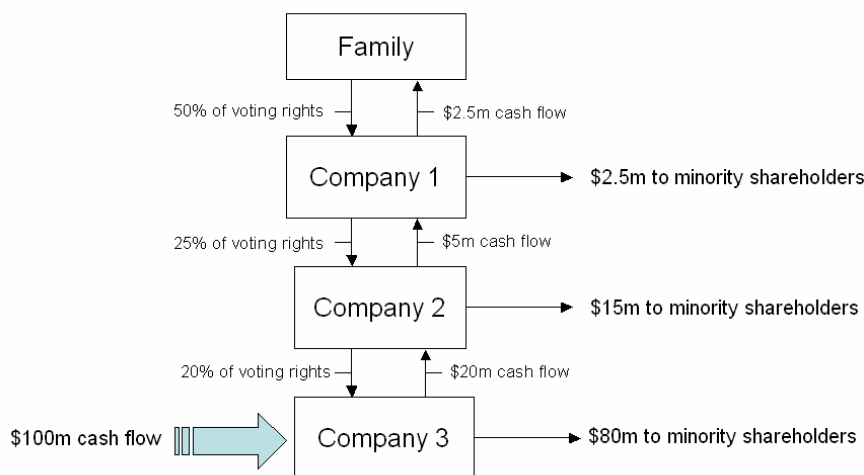 Family
50% of voting rights
$2.5m cash flow
Company 1
$2.5m to minority shareholders
25% of voting rights
$5m cash flow
Company 2
$15m to minority shareholders
20% of voting rights
$20m cash flow
$100m cash flow
Company 3
$80m to minority shareholders